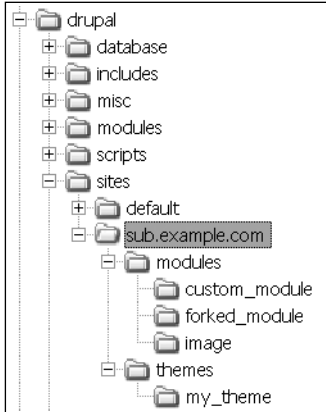 drupal
database
includes
misc
modules
scripts
sites
default
sub.example.com
modules
custom_module
forked_module
image
themes
my_theme